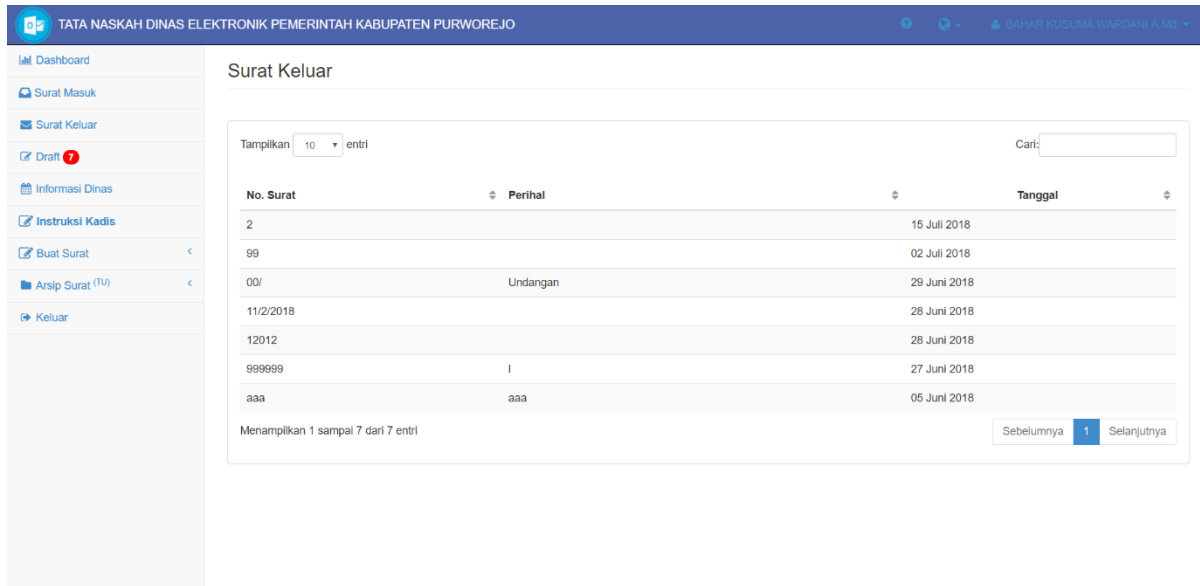 TATA NASKAH DINAS ELEKTRONIK PEMERINTAH KABUPATEN PURWOREJO
BAHAR KUSUMA WARDANI A.Md.
Dashboard
Surat Masuk
Surat Keluar
Draft 7
Informasi Dinas
Instruksi Kadis
Buat Surat
Arsip Surat (TU)
Keluar
Surat Keluar
Tampilkan 10 entri
Cari:
No. Surat Perihal Tanggal
2 15 Juli 2018
99 02 Juli 2018
00/ Undangan 29 Juni 2018
11/2/2018 28 Juni 2018
12012 28 Juni 2018
999999 l 27 Juni 2018
aaa aaa 05 Juni 2018
Menampilkan 1 sampai 7 dari 7 entri
Sebelumnya 1 Selanjutnya